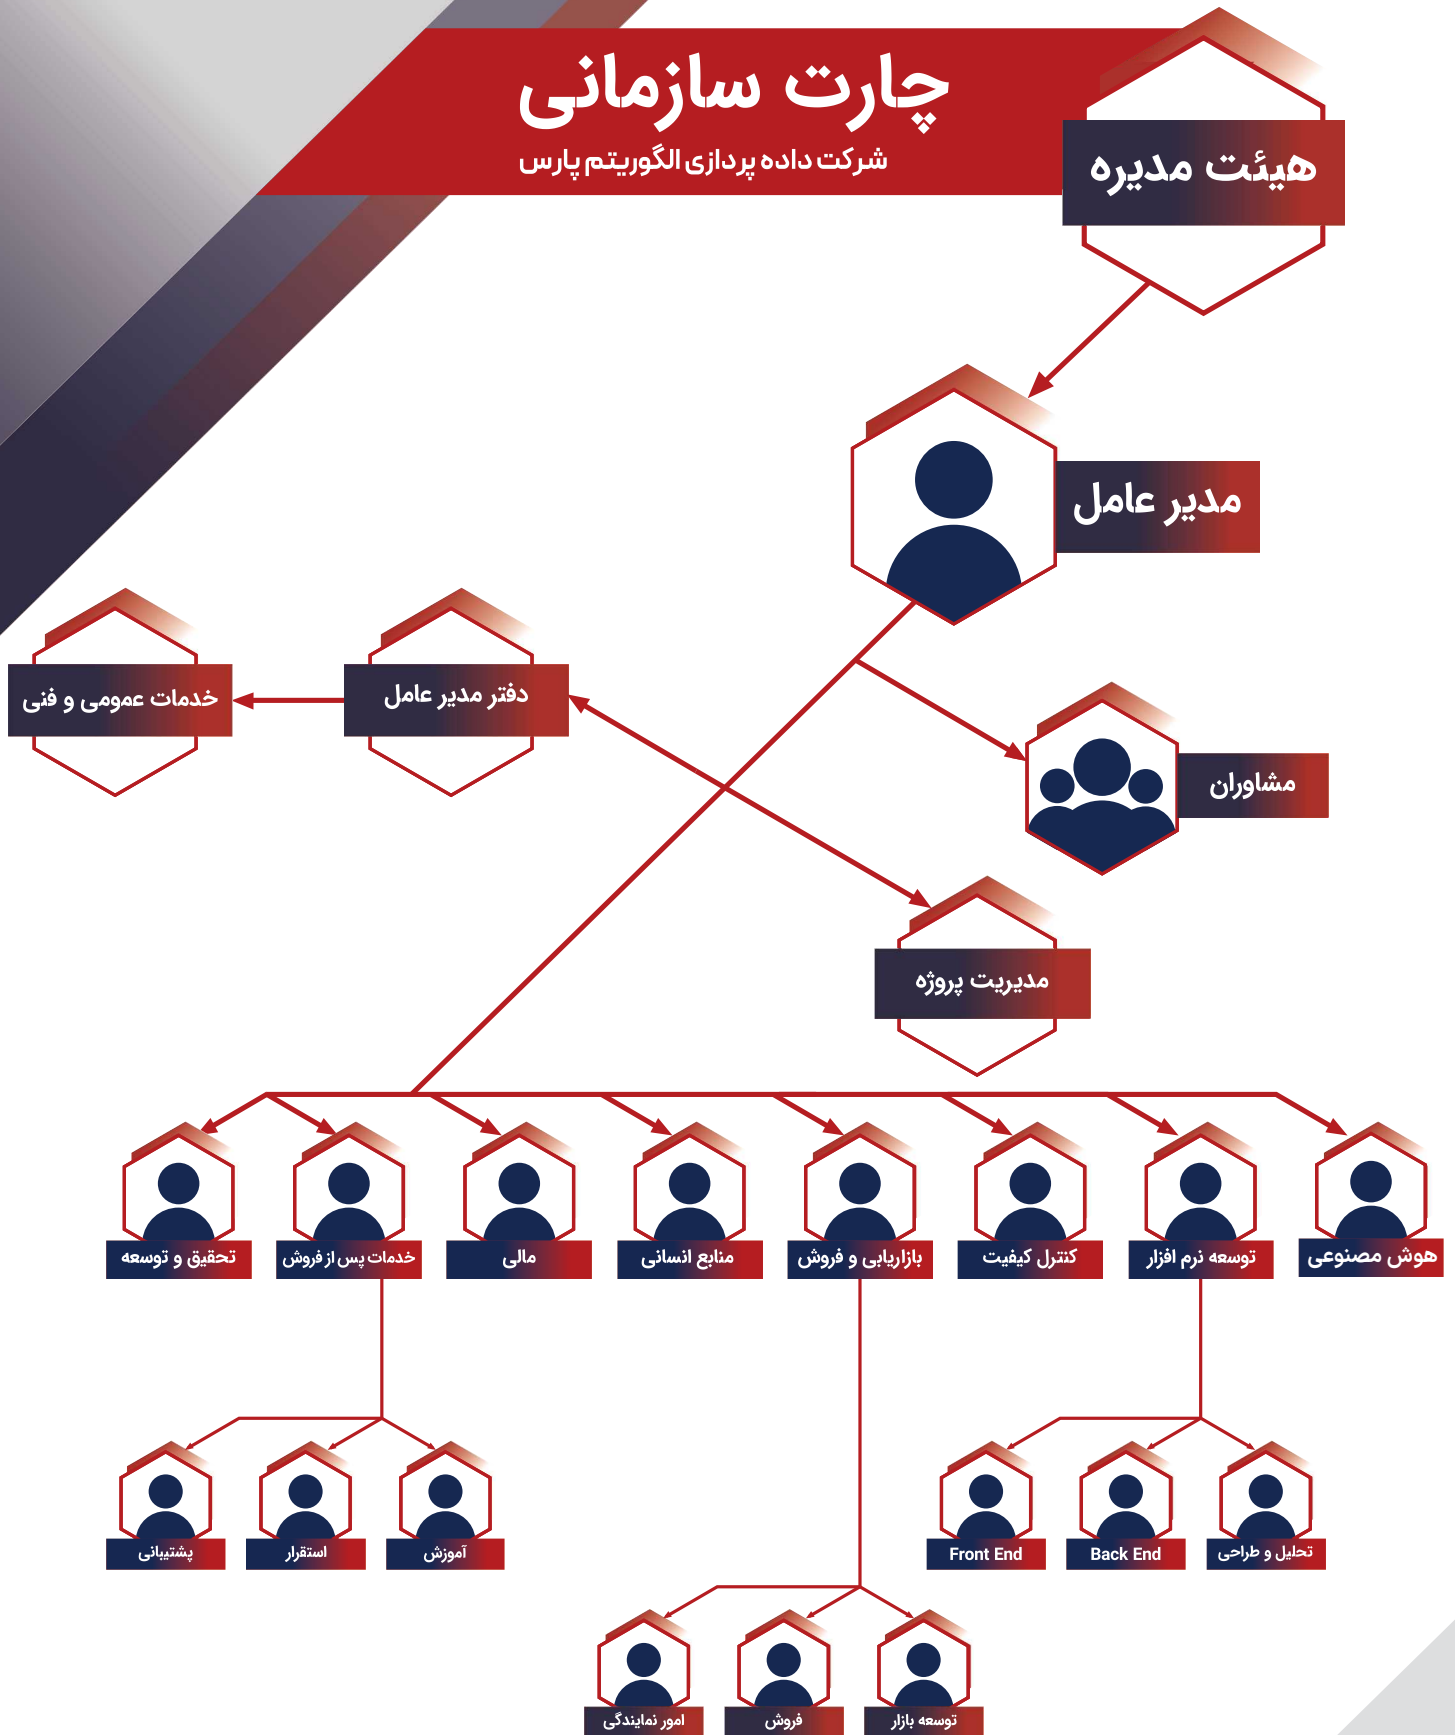 چارت سازمانی
شرکت داده پردازی الگوریتم پارس
هیئت مدیره
مدیر عامل
دفتر مدیر عامل
خدمات عمومی و فنی
مشاوران
مدیریت پروژه
هوش مصنوعی
توسعه نرم افزار
کنترل کیفیت
بازاریابی و فروش
منابع انسانی
مالی
خدمات پس از فروش
تحقیق و توسعه
تحلیل و طراحی
Back End
Front End
آموزش
استقرار
پشتیبانی
توسعه بازار
فروش
امور نمایندگی